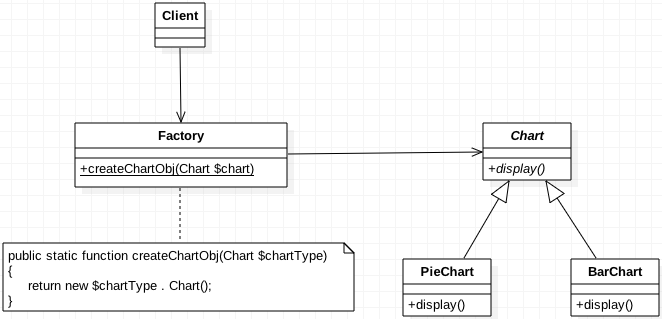 Client
Factory
+createChartObj(Chart $chart)
Chart
+display()
public static function createChartObj(Chart $chartType)
{
return new $chartType . Chart();
}
PieChart
+display()
BarChart
+display()